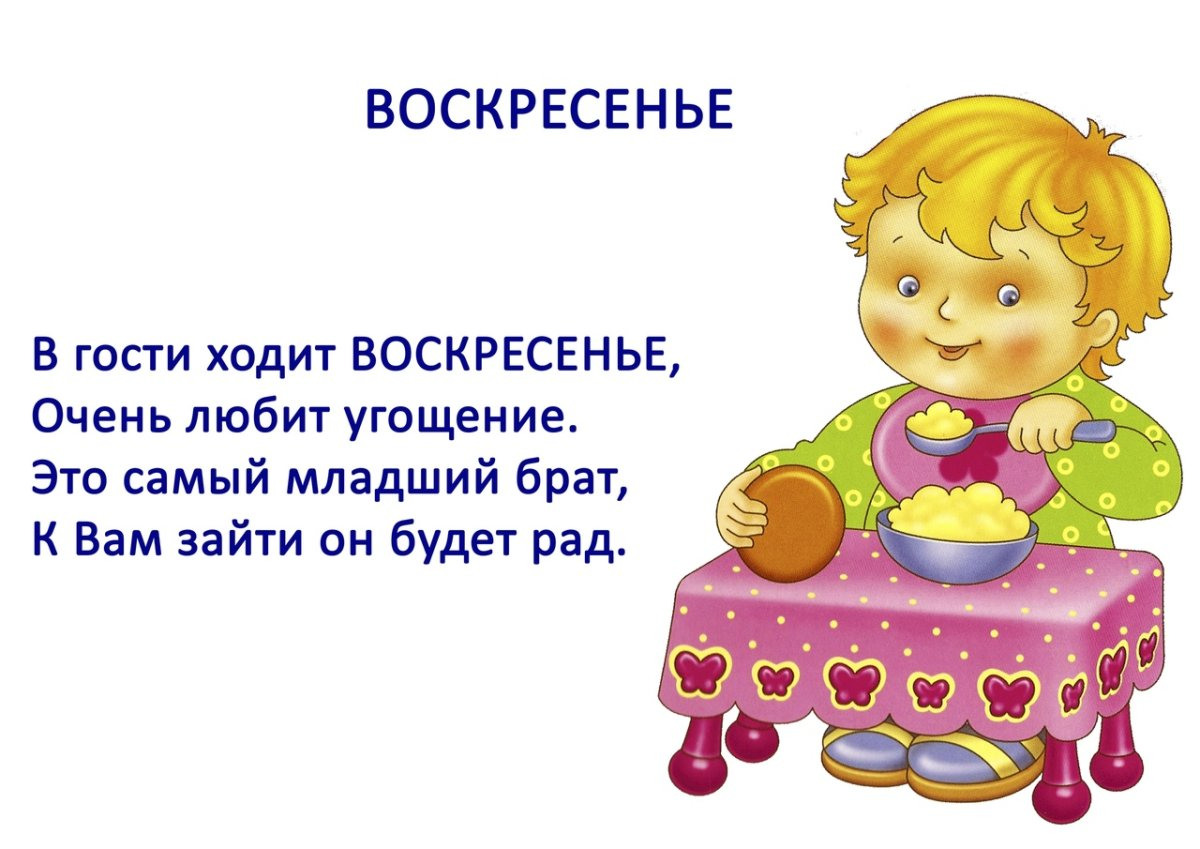 ВОСКРЕСЕНЬЕ
В гости ходит ВОСКРЕСЕНЬЕ,
Очень любит угощение.
Это самый младший брат,
К Вам зайти он будет рад.